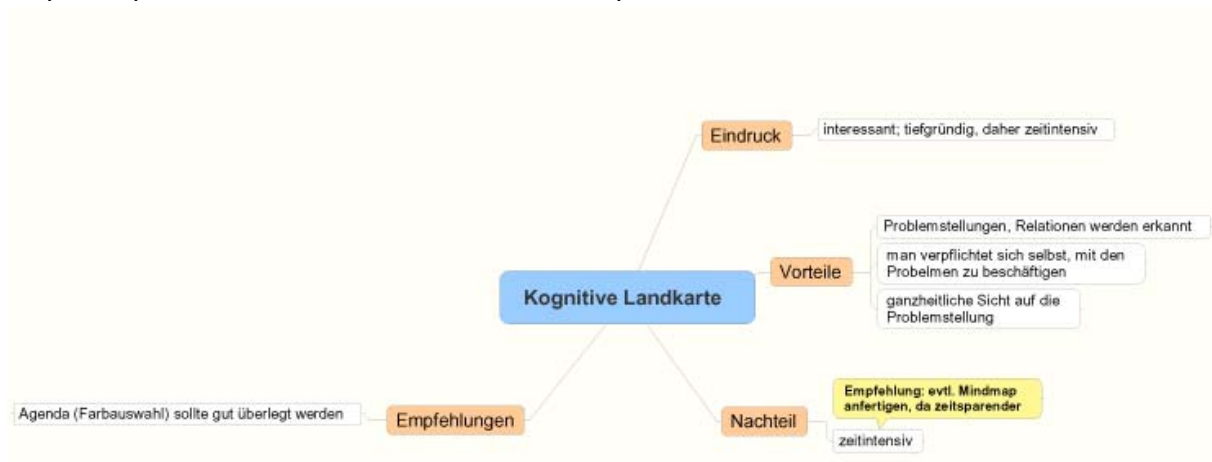 Eindruck
interessant; tiefgründig, daher zeitintensiv
Vorteile
Problemstellungen, Relationen werden erkannt
man verpflichtet sich selbst, mit den
Probelmen zu beschäftigen
ganzheitliche Sicht auf die
Problemstellung
Kognitive Landkarte
Empfehlung: evtl. Mindmap
anfertigen, da zeitsparender
Nachteil
zeitintensiv
Agenda (Farbauswahl) sollte gut überlegt werden
Empfehlungen